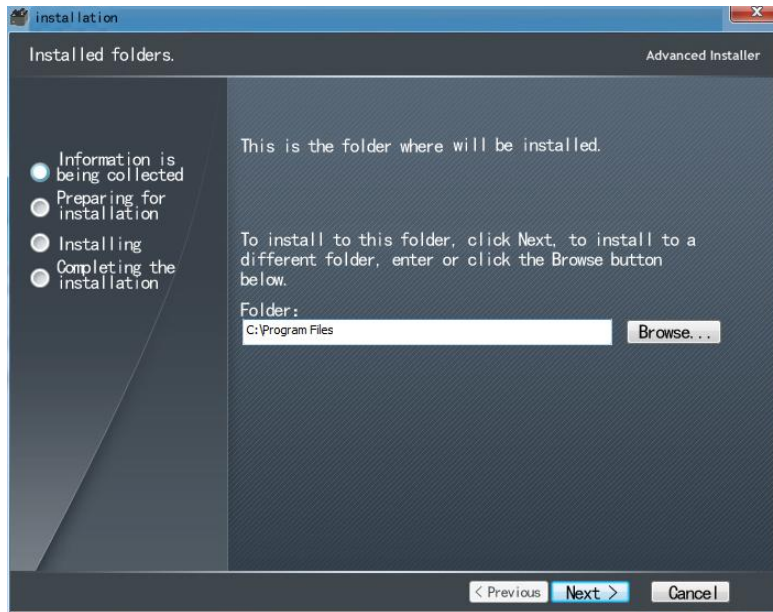 installation
X
Installed folders.
Advanced Installer
Information is
being collected
Preparing for
installation
Installing
Completing the
installation
This is the folder where will be installed.
To install to this folder, click Next, to install to a
different folder, enter or click the Browse button
below.
Folder:
C:\Program Files
Browse...
< Previous
Next >
Cancel